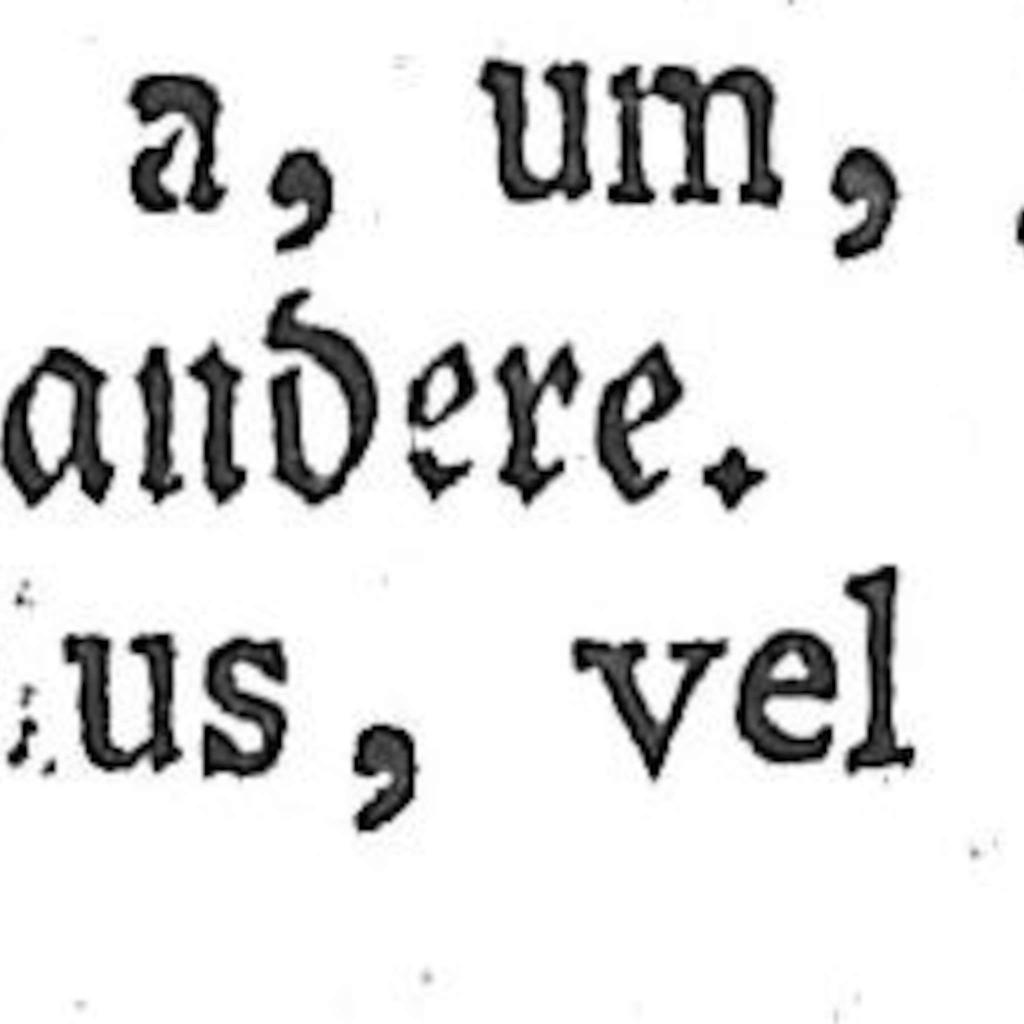 a, um,
andere.
us, vel